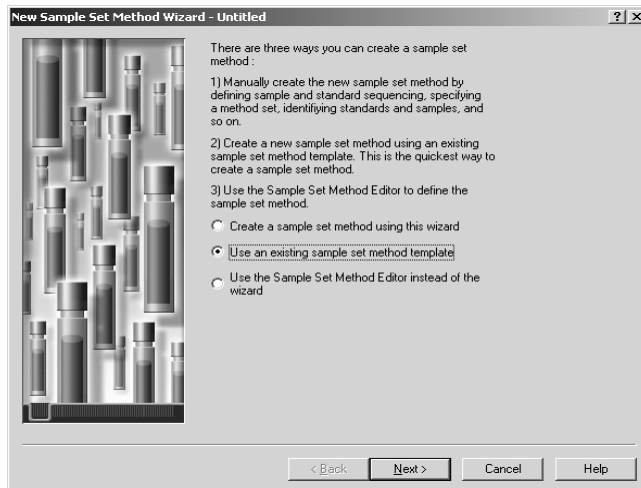 New Sample Set Method Wizard - Untitled
There are three ways you can create a sample set
method :
1) Manually create the new sample set method by
defining sample and standard sequencing, specifying
a method set, identifiying standards and samples, and
so on.
2) Create a new sample set method using an existing
sample set method template. This is the quickest way to
create a sample set method.
3) Use the Sample Set Method Editor to define the
sample set method.
Create a sample set method using this wizard
Use an existing sample set method template
Use the Sample Set Method Editor instead of the
wizard
< Back Next > Cancel Help